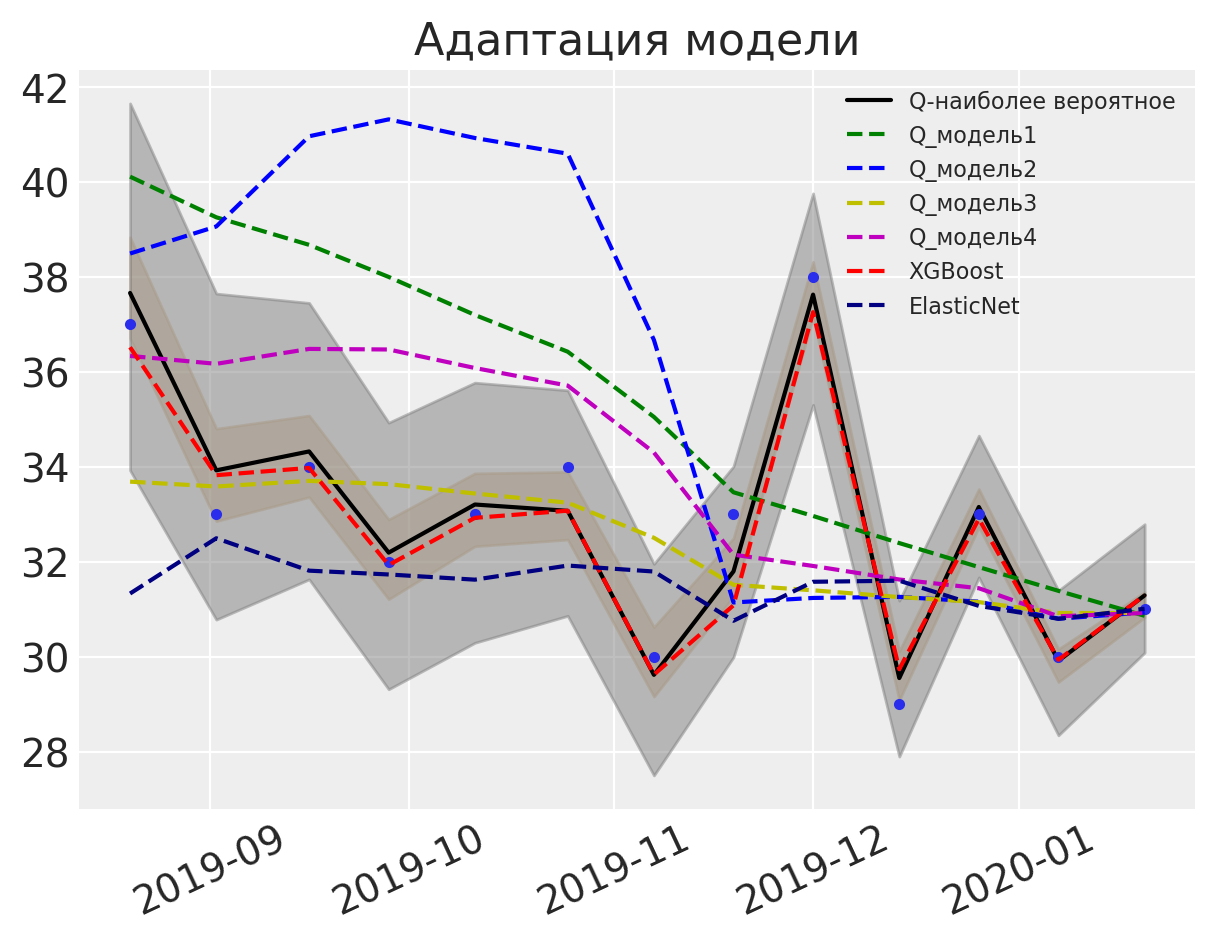 Адаптация модели
42
40
38
36
34
32
30
28
Q-наиболее вероятное
Q_модель1
Q_модель2
Q_модель3
Q_модель4
XGBoost
ElasticNet
2019-09
2019-10
2019-11
2019-12
2020-01